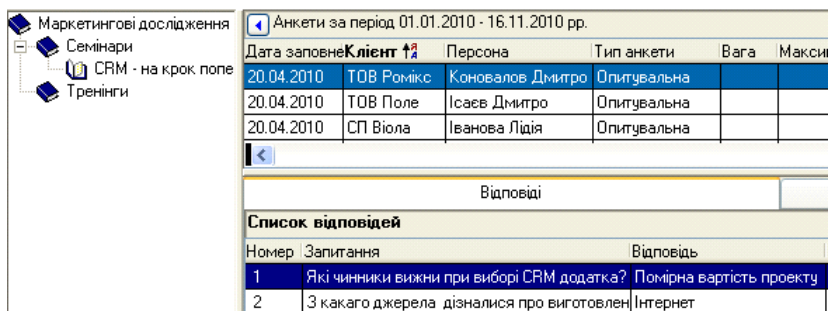 Маркетингові дослідження
Семінари
CRM - на крок попе
Тренінги
Анкети за період 01.01.2010 - 16.11.2010 рр.
Дата заповне Клієнт Персона Тип анкети Вага Макси
20.04.2010 ТОВ Ромікс Коновалов Дмитро Опитувальна
20.04.2010 ТОВ Поле Ісаєв Дмитро Опитувальна
20.04.2010 СП Віола Іванова Лідія Опитувальна
Відповіді
Список відповідей
Номер Запитання Відповідь
1 Які чинники вижни при виборі CRM додатка? Помірна вартість проекту
2 З какаго джерела дізналися про виготовлен Інтернет